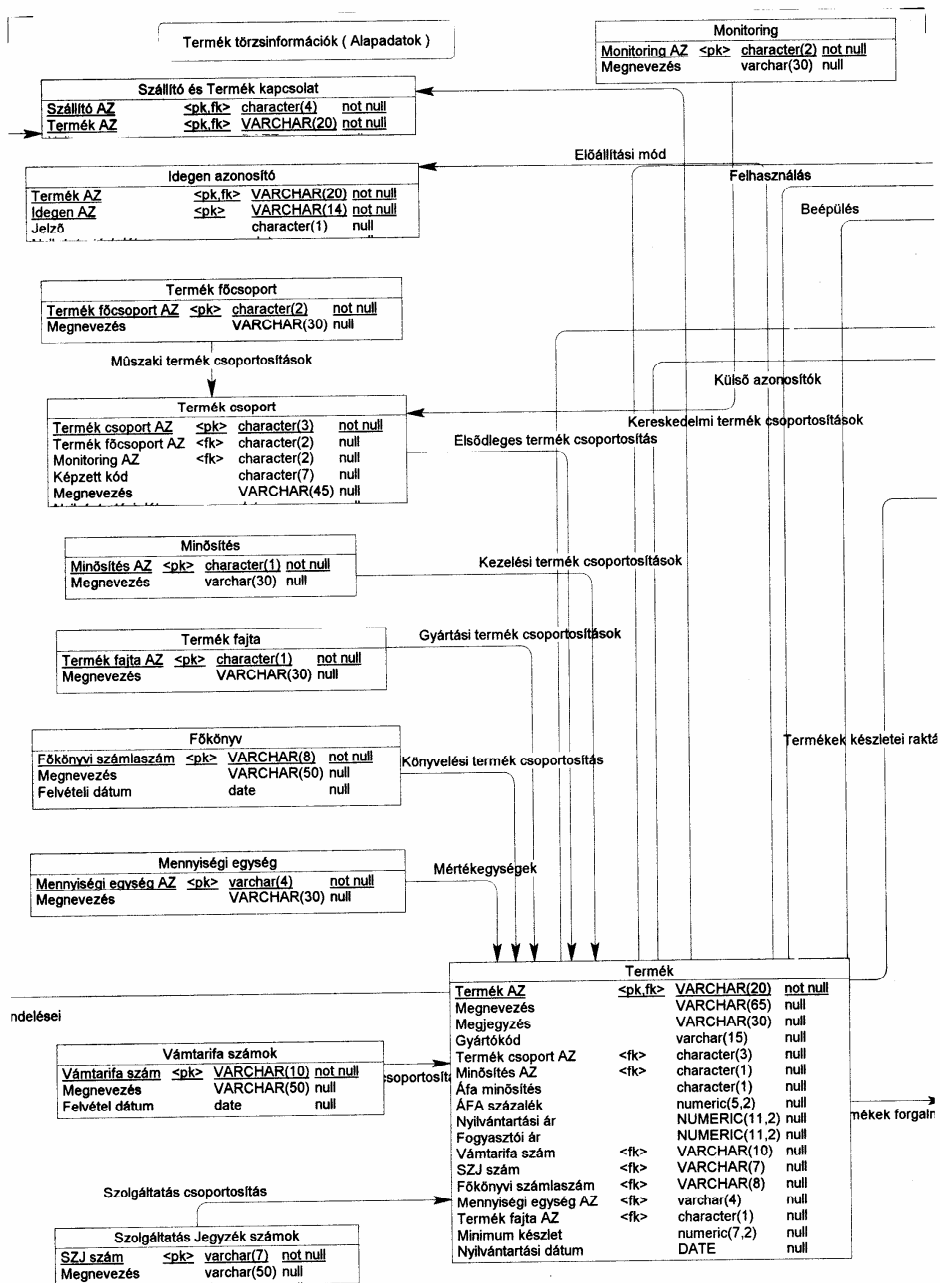 Termék törzsinformációk ( Alapadatok )
Monitoring
Monitoring AZ <pk> character(2) not null
Megnevezés varchar(30) null
Szállító és Termék kapcsolat
Szállító AZ <pk,fk> character(4) not null
Termék AZ <pk,fk> VARCHAR(20) not null
Előállítási mód
Idegen azonosító
Termék AZ <pk,fk> VARCHAR(20) not null
Idegen AZ <pk> VARCHAR(14) not null
Jelző character(1) null
Felhasználás
Beépülés
Termék főcsoport
Termék főcsoport AZ <pk> character(2) not null
Megnevezés VARCHAR(30) null
Műszaki termék csoportosítások
Külső azonosítók
Termék csoport
Termék csoport AZ <pk> character(3) not null
Termék főcsoport AZ <fk> character(2) null
Monitoring AZ <fk> character(2) null
Képzett kód character(7) null
Megnevezés VARCHAR(45) null
Kereskedelmi termék csoportosítások
Elsődleges termék csoportosítás
Minősítés
Minősítés AZ <pk> character(1) not null
Megnevezés varchar(30) null
Kezelési termék csoportosítások
Termék fajta
Termék fajta AZ <pk> character(1) not null
Megnevezés VARCHAR(30) null
Gyártási termék csoportosítások
Főkönyv
Főkönyvi számlaszám <pk> VARCHAR(8) not null
Megnevezés VARCHAR(50) null
Felvételi dátum date null
Könyvelési termék csoportosítás
Termékek készletei raktá
Mennyiségi egység
Mennyiségi egység AZ <pk> varchar(4) not null
Megnevezés VARCHAR(30) null
Mértékegységek
ndelései
Termék
Termék AZ <pk,fk> VARCHAR(20) not null
Megnevezés VARCHAR(65) null
Megjegyzés VARCHAR(30) null
Gyártókód varchar(15) null
Termék csoport AZ <fk> character(3) null
Minősítés AZ <fk> character(1) null
Áfa minősítés character(1) null
ÁFA százalék numeric(5,2) null
Nyilvántartási ár NUMERIC(11,2) null
Fogyasztói ár NUMERIC(11,2) null
Vámtarifa szám <fk> VARCHAR(10) null
SZJ szám <fk> VARCHAR(7) null
Főkönyvi számlaszám <fk> VARCHAR(8) null
Mennyiségi egység AZ <fk> varchar(4) null
Termék fajta AZ <fk> character(1) null
Minimum készlet numeric(7,2) null
Nyilvántartási dátum DATE null
Vámtarifa számok
Vámtarifa szám <pk> VARCHAR(10) not null
Megnevezés VARCHAR(50) null
Felvétel dátum date null
csoportosít
mékek forgalm
Szolgáltatás csoportosítás
Szolgáltatás Jegyzék számok
SZJ szám <pk> varchar(7) not null
Megnevezés varchar(50) null